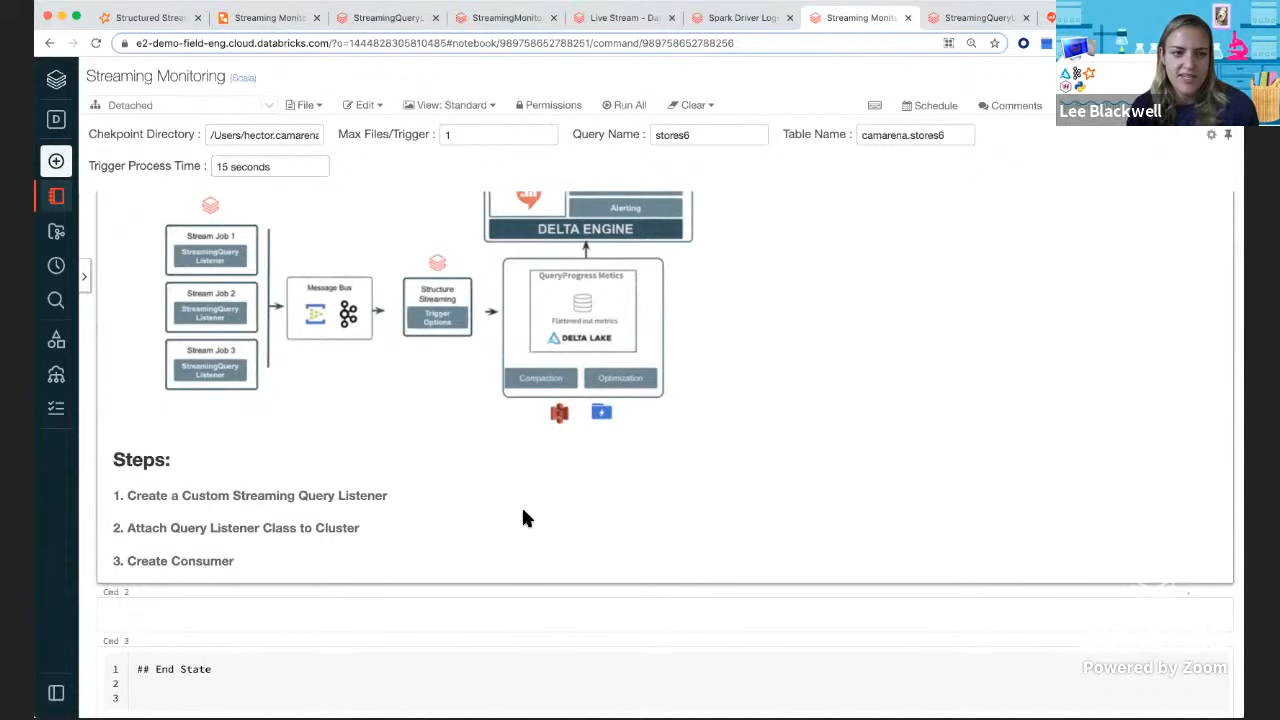 Structured Strea
Streaming Monito
StreamingQueryL
StreamingMonito
Live Stream - Da
Spark Driver Log
Streaming Monito
StreamingQueryL
e2-demo-field-eng.cloud.databricks.com/?o=1444828305810485#notebook/989758652788251/command/989758652788256
Streaming Monitoring (Scala)
Detached
File
Edit
View: Standard
Permissions
Run All
Clear
Schedule
Comments
Chekpoint Directory :
/Users/hector.camarena
Max Files/Trigger :
1
Query Name :
stores6
Table Name :
camarena.stores6
Trigger Process Time :
15 seconds
D
Lee Blackwell
Alerting
DELTA ENGINE
Stream Job 1
StreamingQuery
Listener
Stream Job 2
StreamingQuery
Listener
Stream Job 3
StreamingQuery
Listener
Message Bus
Structure
Streaming
Trigger
Options
QueryProgress Metics
Flattened out metrics
DELTA LAKE
Compaction
Optimization
Steps:
1. Create a Custom Streaming Query Listener
2. Attach Query Listener Class to Cluster
3. Create Consumer
Cmd 2
Cmd 3
1 ## End State
2
3
Powered by Zoom